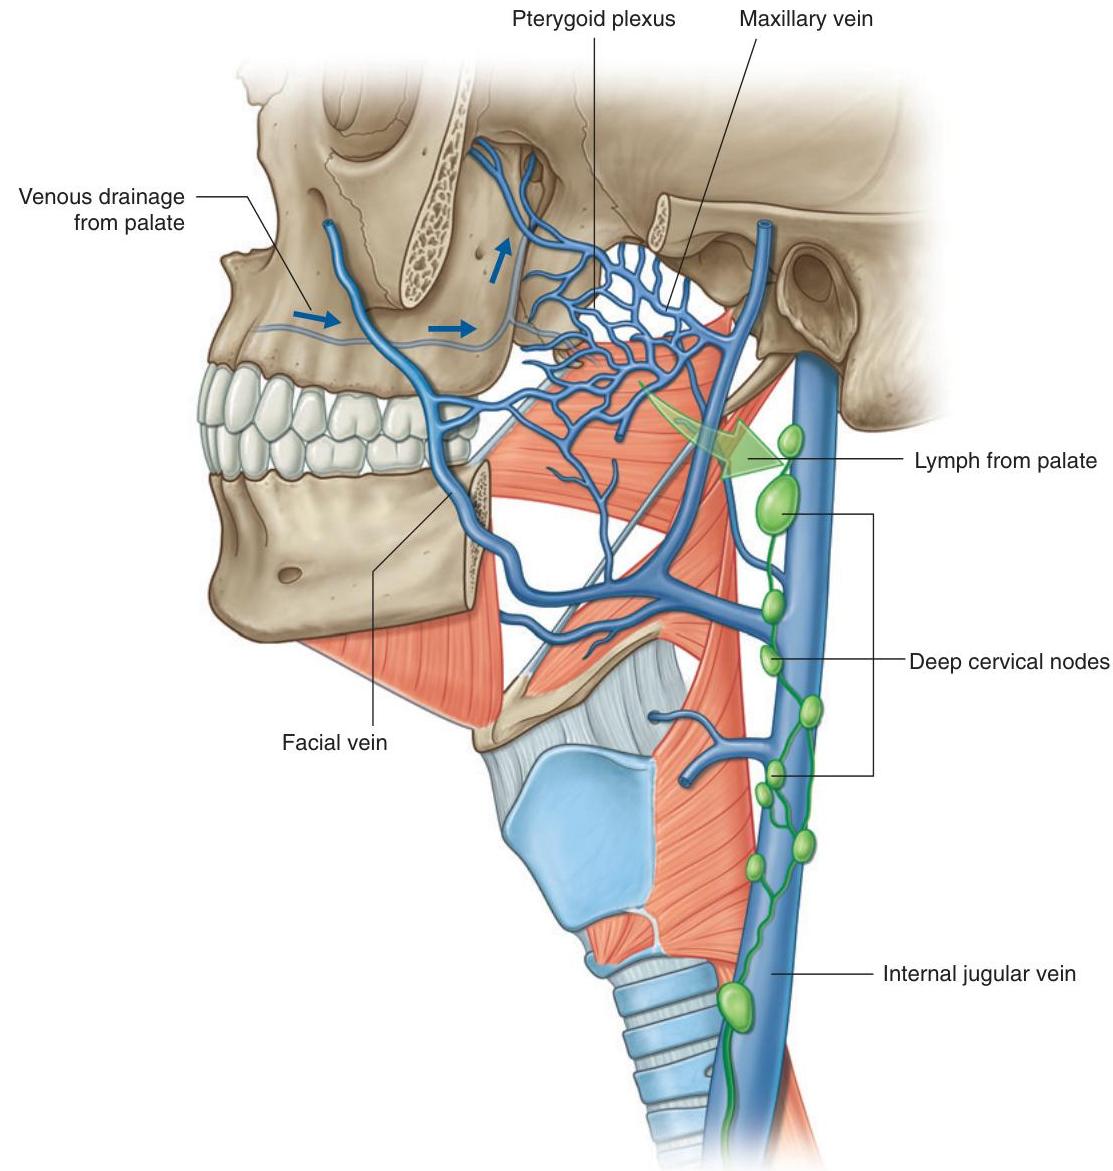 Pterygoid plexus
Maxillary vein
Venous drainage
from palate
Lymph from palate
Deep cervical nodes
Facial vein
Internal jugular vein